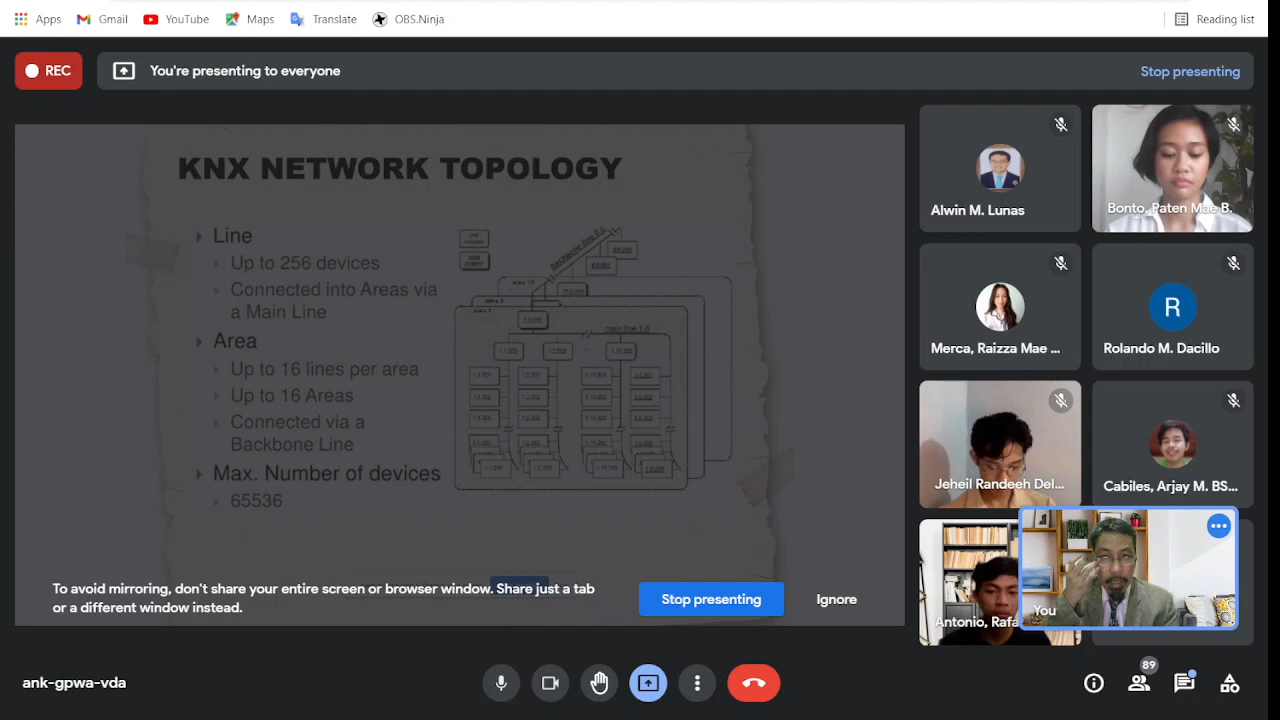 Apps
Gmail
YouTube
Maps
Translate
OBS.Ninja
Reading list
REC
You're presenting to everyone
Stop presenting
KNX NETWORK TOPOLOGY
Line
Up to 256 devices
Connected into Areas via
a Main Line
Area
Up to 16 lines per area
Up to 16 Areas
Connected via a
Backbone Line
Max. Number of devices
65536
main line 1.0
To avoid mirroring, don't share your entire screen or browser window. Share just a tab
or a different window instead.
Stop presenting
Ignore
Alwin M. Lunas
Bonto, Paten Mae B.
Merca, Raizza Mae ...
R
Rolando M. Dacillo
Jeheil Randeeh Del...
Cabiles, Arjay M. BS...
Antonio, Rafa
You
ank-gpwa-vda
89